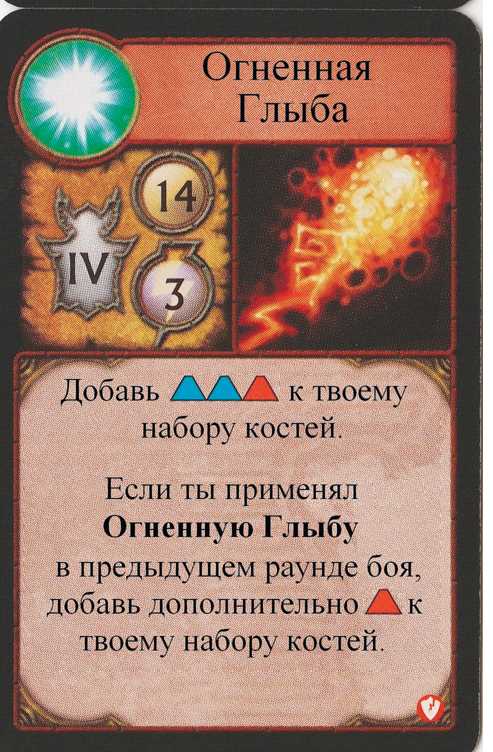 Огненная
Глыба
14
IV
3
Добавь к твоему
набору костей.
Если ты применял
Огненную Глыбу
в предыдущем раунде боя,
добавь дополнительно к
твоему набору костей.